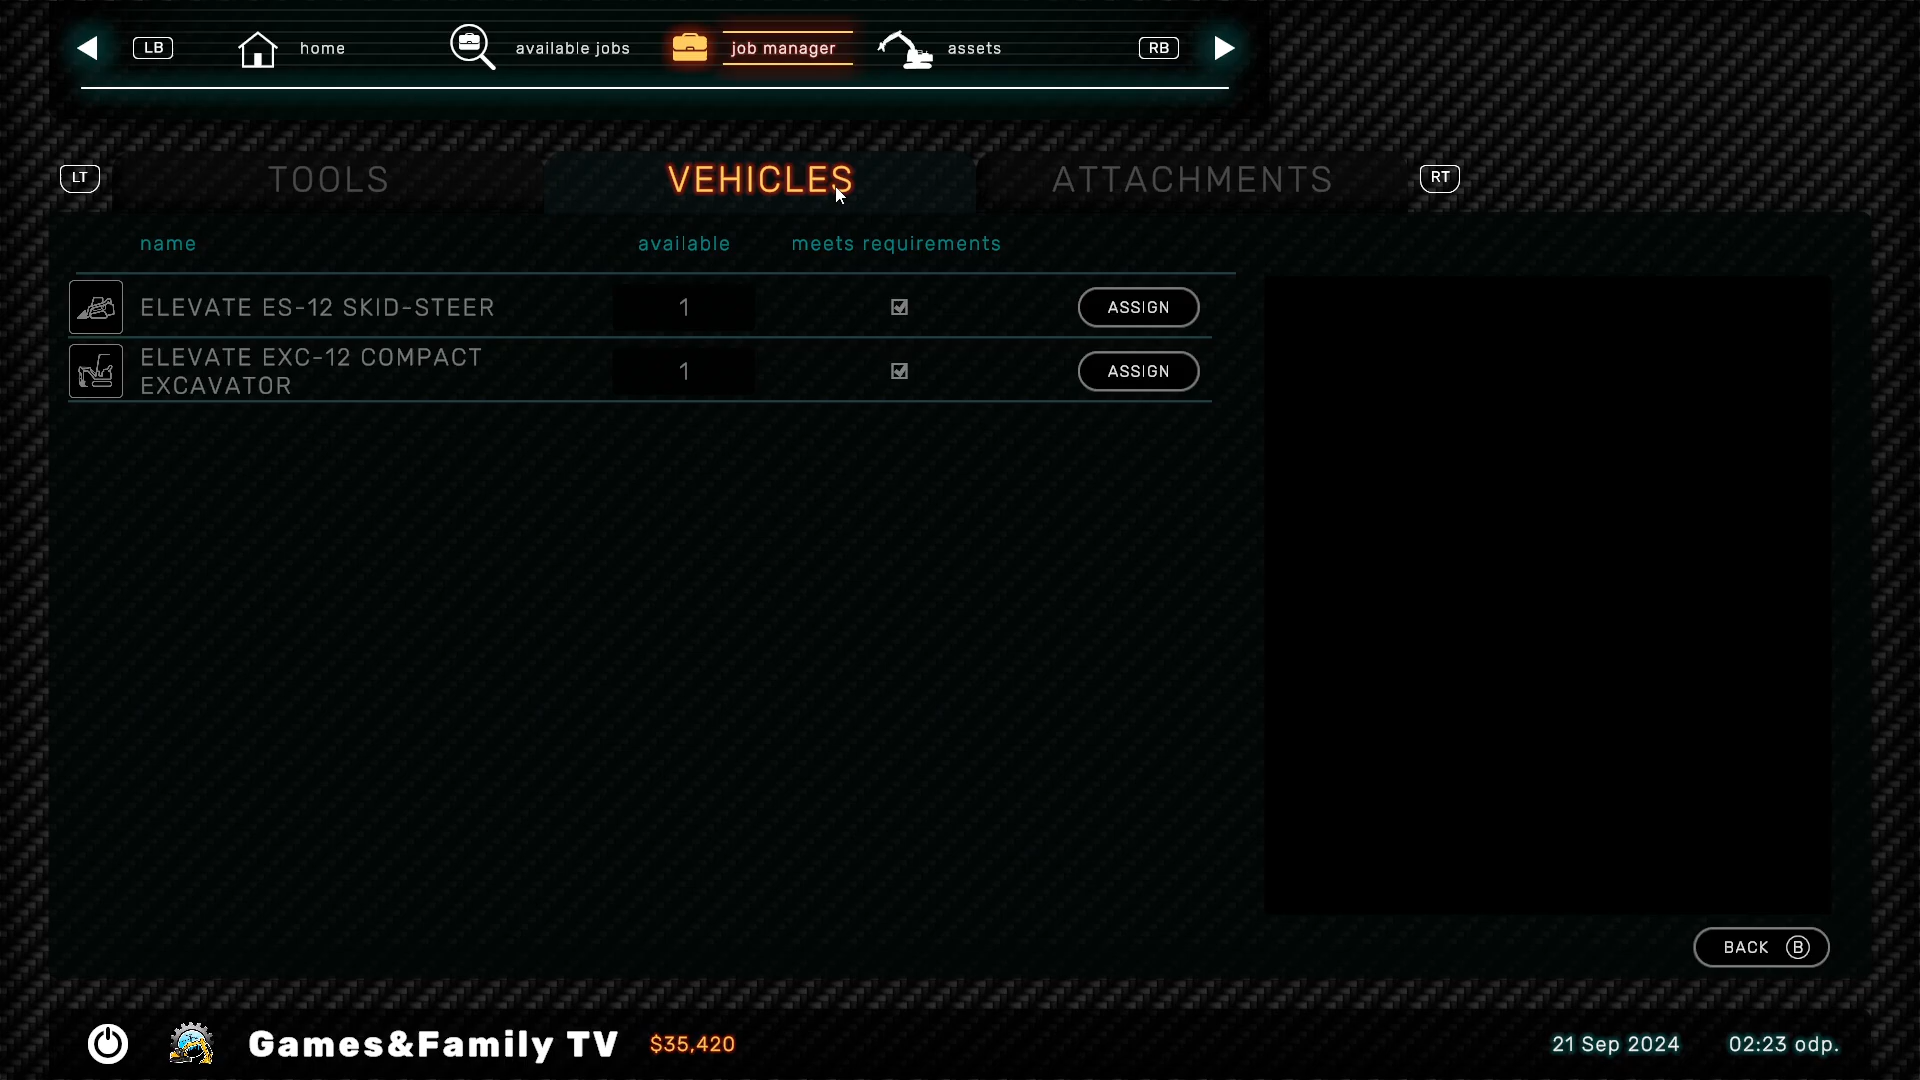 LB home available jobs job manager assets RB
LT TOOLS VEHICLES ATTACHMENTS RT
name available meets requirements
ELEVATE ES-12 SKID-STEER 1 ASSIGN
ELEVATE EXC-12 COMPACT
EXCAVATOR 1 ASSIGN
BACK B
Games&Family TV $35,420 21 Sep 2024 02:23 odp.